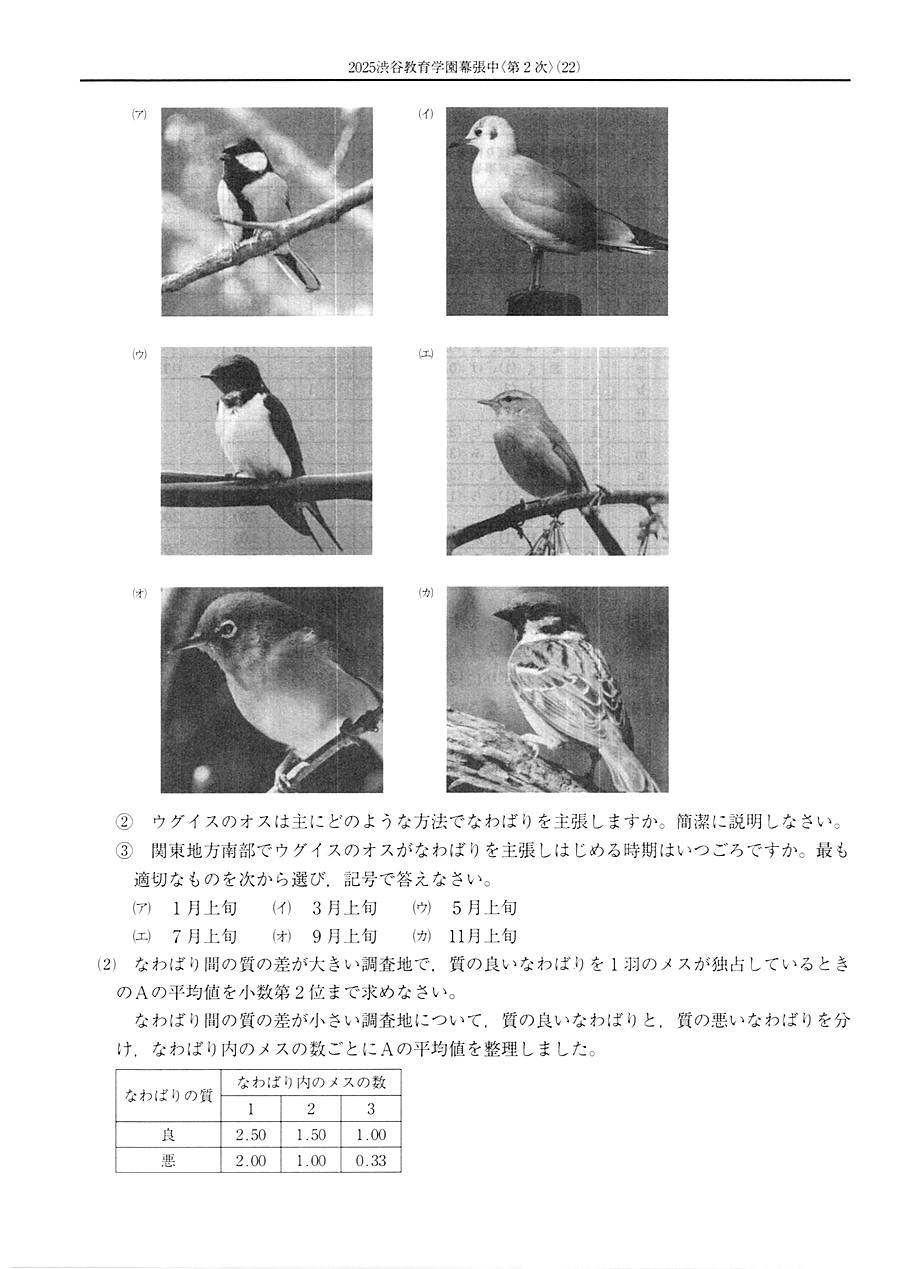 2025渋谷教育学園幕張中〈第2次〉(22)
(ア)
(イ)
(ウ)
(エ)
(オ)
(カ)
② ウグイスのオスは主にどのような方法でなわばりを主張しますか。簡潔に説明しなさい。
③ 関東地方南部でウグイスのオスがなわばりを主張しはじめる時期はいつごろですか。最も
適切なものを次から選び，記号で答えなさい。
(ア) 1月上旬 (イ) 3月上旬 (ウ) 5月上旬
(エ) 7月上旬 (オ) 9月上旬 (カ) 11月上旬
(2) なわばり間の質の差が大きい調査地で，質の良いなわばりを1羽のメスが独占しているとき
のAの平均値を小数第2位まで求めなさい。
なわばり間の質の差が小さい調査地について，質の良いなわばりと，質の悪いなわばりを分
け，なわばり内のメスの数ごとにAの平均値を整理しました。
なわばりの質 なわばり内のメスの数
1 2 3
良 2.50 1.50 1.00
悪 2.00 1.00 0.33